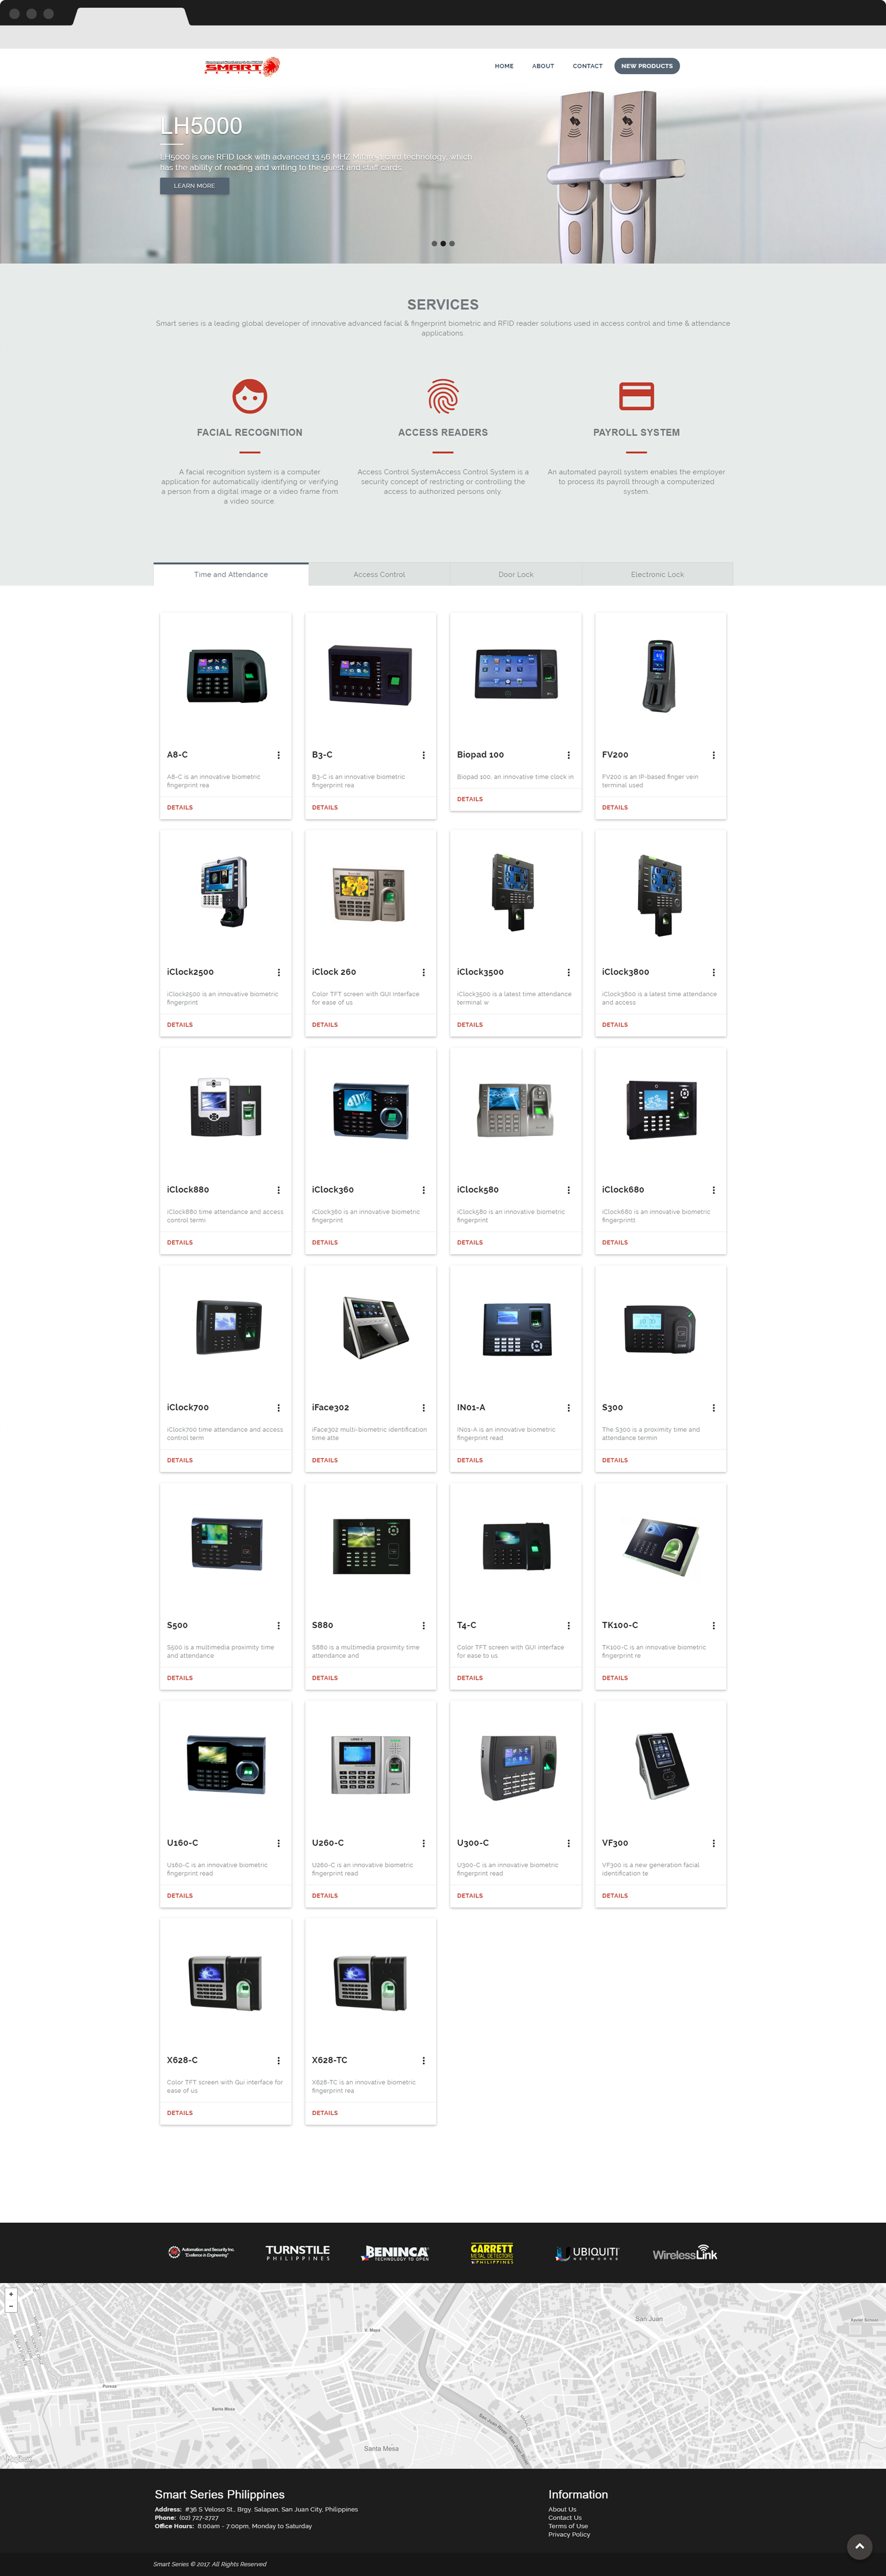 SMART
SERIES
HOME
ABOUT
CONTACT
NEW PRODUCTS
LH5000
LH5000 is one RFID lock with advanced 13.56 MHZ Mifare card technology, which
has the ability of reading and writing to the guest and staff cards.
LEARN MORE
SERVICES
Smart series is a leading global developer of innovative advanced facial & fingerprint biometric and RFID reader solutions used in access control and time & attendance
applications.
FACIAL RECOGNITION
A facial recognition system is a computer
application for automatically identifying or verifying
a person from a digital image or a video frame from
a video source.
ACCESS READERS
Access Control SystemAccess Control System is a
security concept of restricting or controlling the
access to authorized persons only.
PAYROLL SYSTEM
An automated payroll system enables the employer
to process its payroll through a computerized
system
Time and Attendance
Access Control
Door Lock
Electronic Lock
A8-C
A8-C is an innovative biometric
fingerprint rea
DETAILS
B3-C
B3-C is an innovative biometric
fingerprint rea
DETAILS
Biopad 100
Biopad 100, an innovative time clock in
DETAILS
FV200
FV200 is an IP-based finger vein
terminal used
DETAILS
iClock2500
iClock2500 is an innovative biometric
fingerprint
DETAILS
iClock 260
Color TFT screen with GUI Interface
for ease of us
DETAILS
iClock3500
iClock3500 is a latest time attendance
terminal w
DETAILS
iClock3800
iClock3800 is a latest time attendance
and access
DETAILS
iClock880
iClock880 time attendance and access
control termi
DETAILS
iClock360
iClock360 is an innovative biometric
fingerprint
DETAILS
iClock580
iClock580 is an innovative biometric
fingerprint
DETAILS
iClock680
iClock680 is an innovative biometric
fingerprintt
DETAILS
iClock700
iClock700 time attendance and access
control term
DETAILS
iFace302
iFace302 multi-biometric identification
time atte
DETAILS
IN01-A
IN01-A is an innovative biometric
fingerprint read
DETAILS
S300
The S300 is a proximity time and
attendance termin
DETAILS
S500
S500 is a multimedia proximity time
and attendance
DETAILS
S880
S880 is a multimedia proximity time
attendance and
DETAILS
T4-C
Color TFT screen with GUI interface
for ease to us
DETAILS
TK100-C
TK100-C is an innovative biometric
fingerprint re
DETAILS
U160-C
U160-C is an innovative biometric
fingerprint read
DETAILS
U260-C
U260-C is an innovative biometric
fingerprint read
DETAILS
U300-C
U300-C is an innovative biometric
fingerprint read
DETAILS
VF300
VF300 is a new generation facial
identification te
DETAILS
X628-C
Color TFT screen with Gui interface for
ease of us
DETAILS
X628-TC
X628-TC is an innovative biometric
fingerprint rea
DETAILS
Automation and Security Inc.
"Excellence in Engineering"
TURNSTILE
PHILIPPINES
BENINCA
TECHNOLOGY TO OPEN
GARRETT
METAL DETECTORS
PHILIPPINES
UBIQUITI
NETWORKS
WirelessLink
+
−
San Juan
Xavier School
V. Mapa
Pureza
Santa Mesa
San Juan River
Santa Mesa
Smart Series Philippines
Address: #36 S Veloso St., Brgy. Salapan, San Juan City, Philippines
Phone: (02) 727-2727
Office Hours: 8:00am - 7:00pm, Monday to Saturday
Information
About Us
Contact Us
Terms of Use
Privacy Policy
Smart Series © 2017. All Rights Reserved